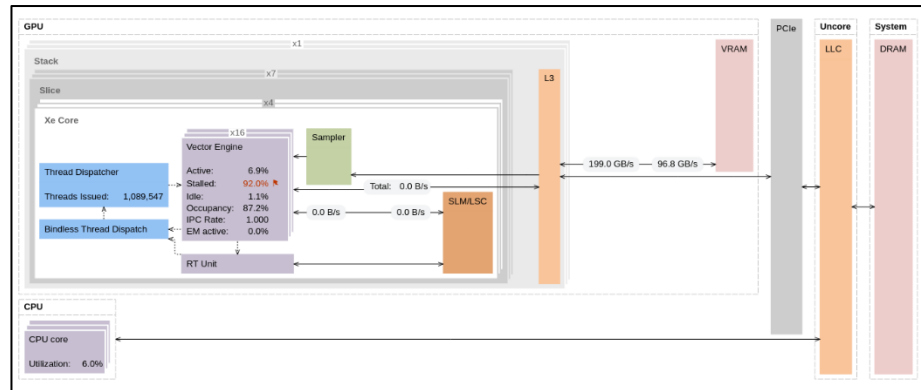 GPU
PCIe
Uncore
System
x1
Stack
VRAM
LLC
DRAM
x7
L3
Slice
x4
Xe Core
x16
Vector Engine
Sampler
Active: 6.9%
Stalled: 92.0%
Idle: 1.1%
Occupancy: 87.2%
IPC Rate: 1.000
EM active: 0.0%
Thread Dispatcher
Threads Issued: 1,089,547
Bindless Thread Dispatch
199.0 GB/s 96.8 GB/s
Total: 0.0 B/s
0.0 B/s 0.0 B/s
SLM/LSC
RT Unit
CPU
CPU core
Utilization: 6.0%